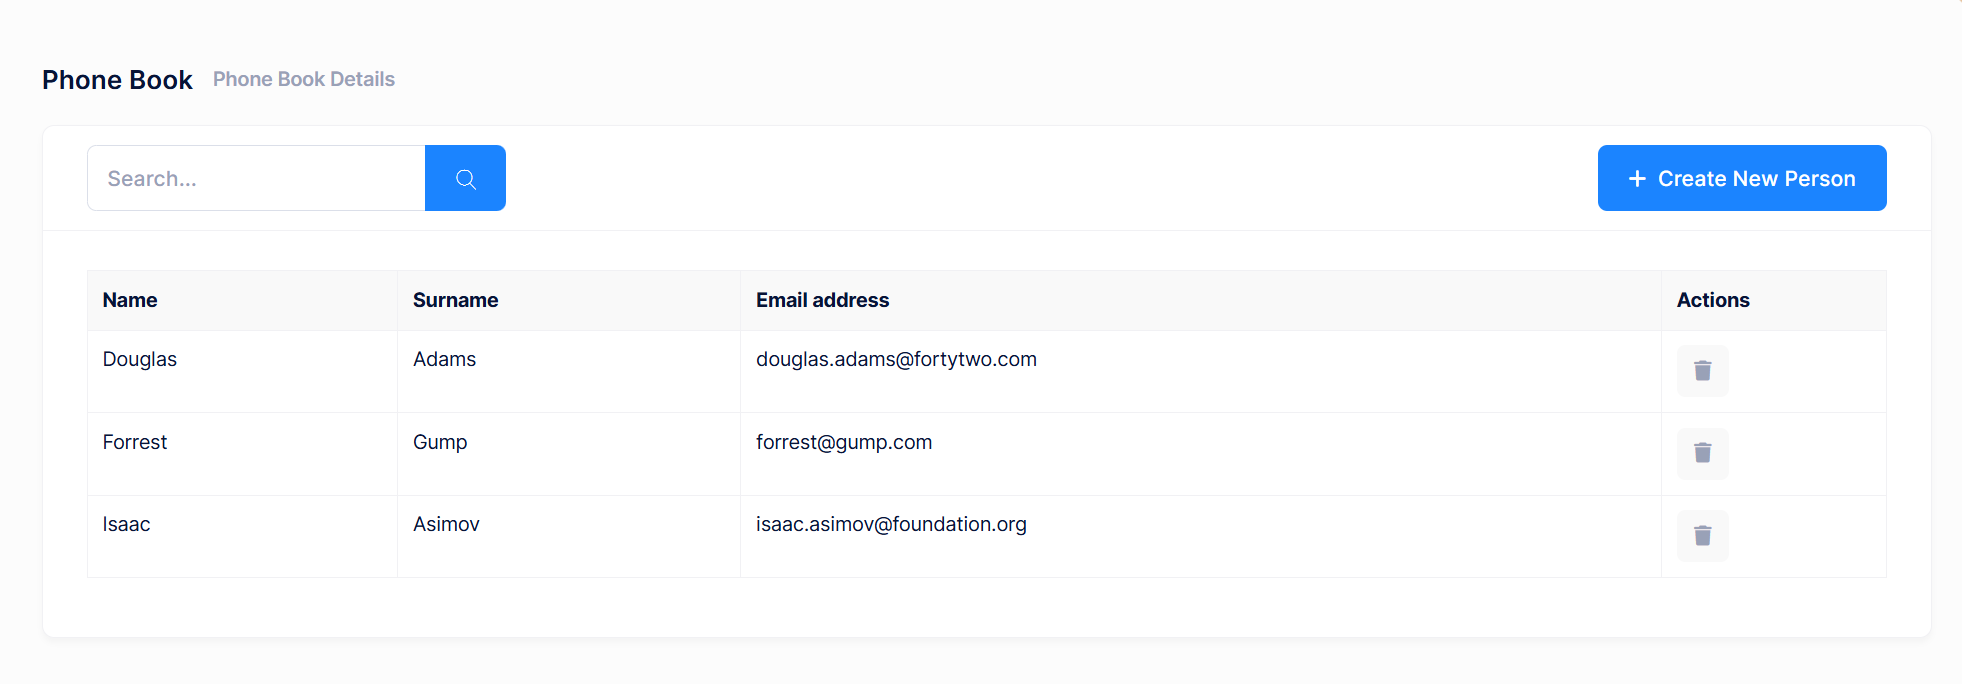 Phone Book Phone Book Details
Search...
+ Create New Person
Name Surname Email address Actions
Douglas Adams douglas.adams@fortytwo.com
Forrest Gump forrest@gump.com
Isaac Asimov isaac.asimov@foundation.org